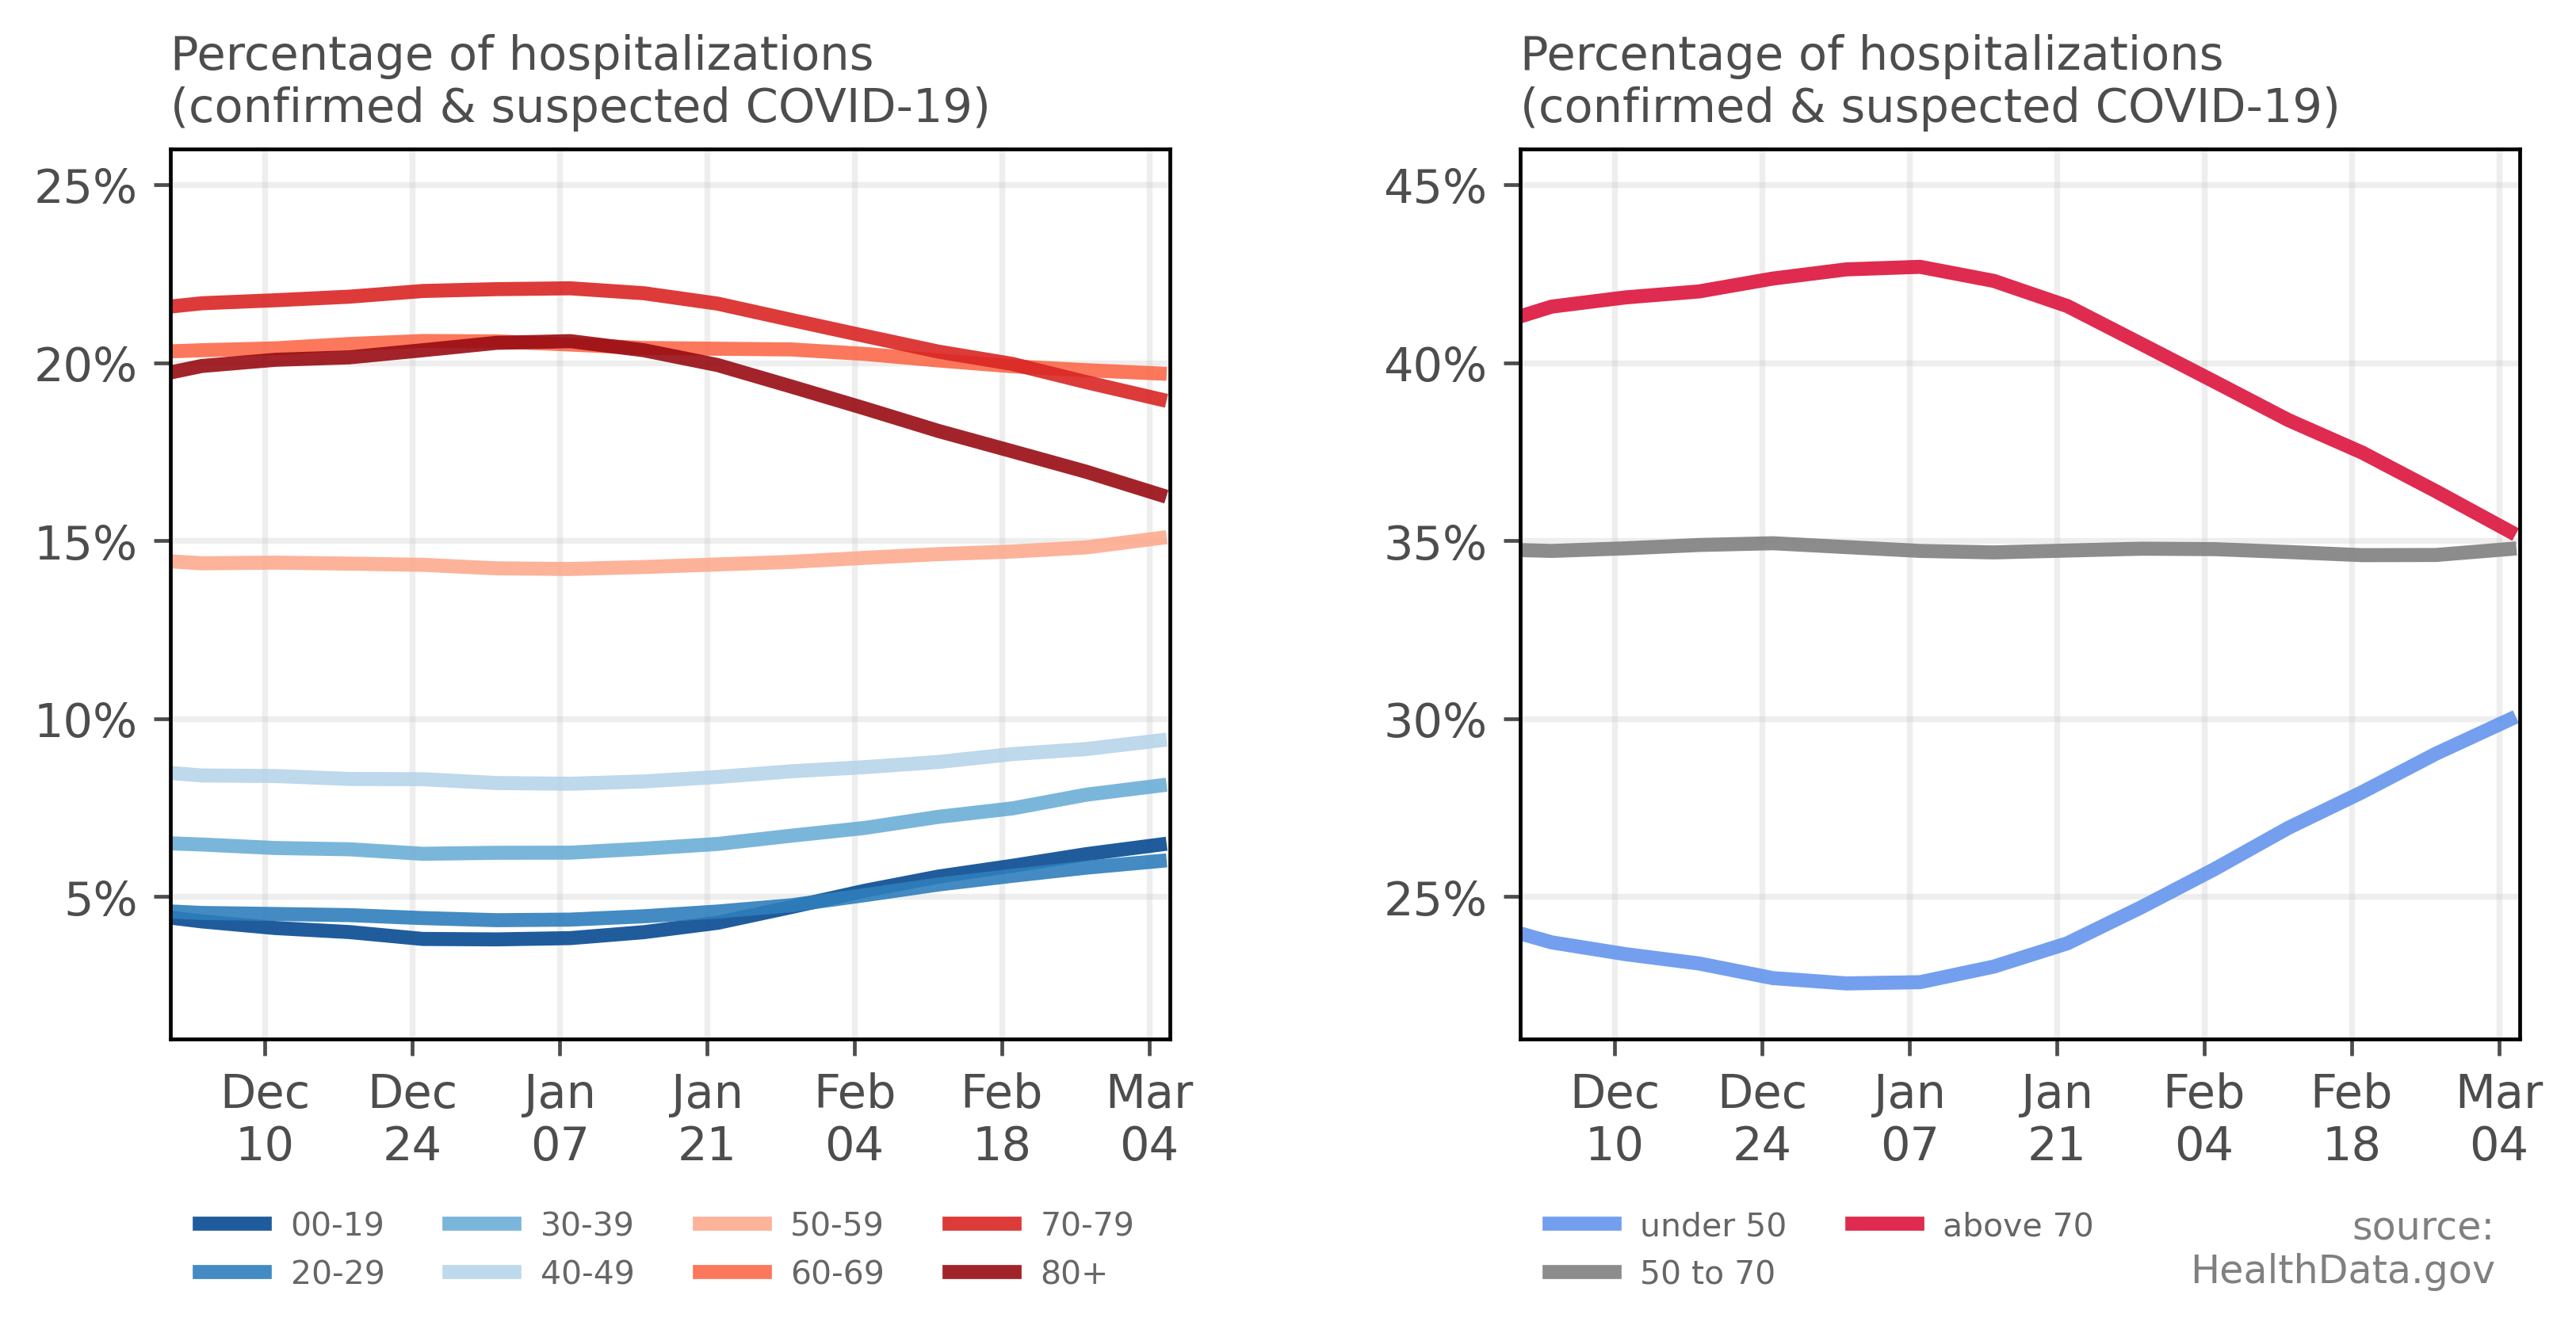 Percentage of hospitalizations
(confirmed & suspected COVID-19)
25%
20%
15%
10%
5%
Dec
10
Dec
24
Jan
07
Jan
21
Feb
04
Feb
18
Mar
04
00-19
20-29
30-39
40-49
50-59
60-69
70-79
80+
Percentage of hospitalizations
(confirmed & suspected COVID-19)
45%
40%
35%
30%
25%
Dec
10
Dec
24
Jan
07
Jan
21
Feb
04
Feb
18
Mar
04
under 50
50 to 70
above 70
source:
HealthData.gov